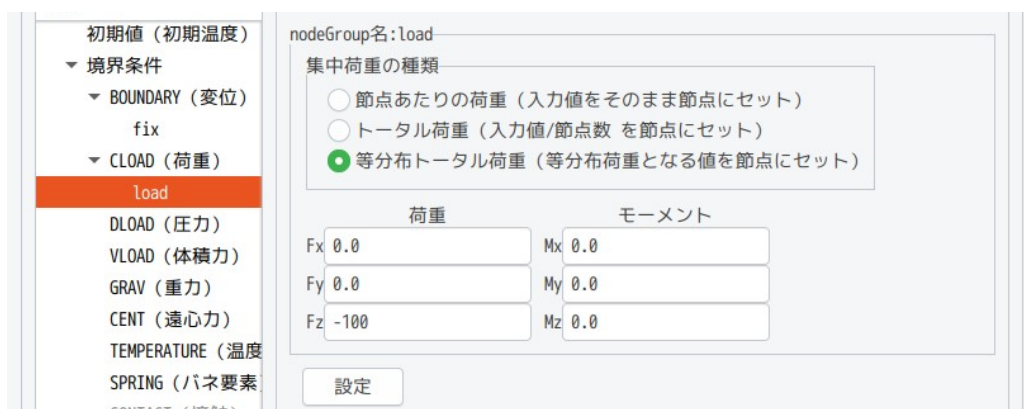 初期値（初期温度）
境界条件
BOUNDARY（変位）
fix
CLOAD（荷重）
load
DLOAD（圧力）
VLOAD（体積力）
GRAV（重力）
CENT（遠心力）
TEMPERATURE（温度
SPRING（バネ要素
nodeGroup名:load
集中荷重の種類
節点あたりの荷重（入力値をそのまま節点にセット）
トータル荷重（入力値/節点数 を節点にセット）
等分布トータル荷重（等分布荷重となる値を節点にセット）
荷重 モーメント
Fx 0.0 Mx 0.0
Fy 0.0 My 0.0
Fz -100 Mz 0.0
設定